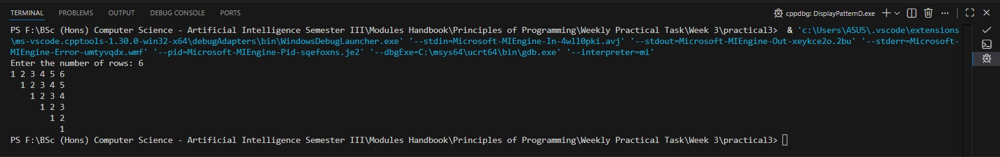 TERMINAL PROBLEMS OUTPUT DEBUG CONSOLE PORTS cppdbg: DisplayPatternD.exe
PS F:\BSc (Hons) Computer Science - Artificial Intelligence Semester III\Modules Handbook\Principles of Programming\Weekly Practical Task\Week 3\practical3>  & 'c:\Users\ASUS\.vscode\extensions
\ms-vscode.cpptools-1.30.0-win32-x64\debugAdapters\bin\WindowsDebugLauncher.exe' '--stdin=Microsoft-MIEngine-In-4wll0pki.avj' '--stdout=Microsoft-MIEngine-Out-xeykce2o.2bu' '--stderr=Microsoft-
MIEngine-Error-umtyvqdx.wmf' '--pid=Microsoft-MIEngine-Pid-sqefoxns.je2' '--dbgExe=C:\msys64\ucrt64\bin\gdb.exe' '--interpreter=mi'
Enter the number of rows: 6
1 2 3 4 5 6
  1 2 3 4 5
    1 2 3 4
      1 2 3
        1 2
          1
PS F:\BSc (Hons) Computer Science - Artificial Intelligence Semester III\Modules Handbook\Principles of Programming\Weekly Practical Task\Week 3\practical3>